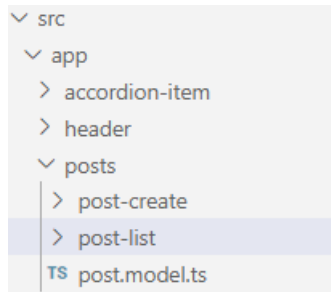 src
app
accordion-item
header
posts
post-create
post-list
TS post.model.ts